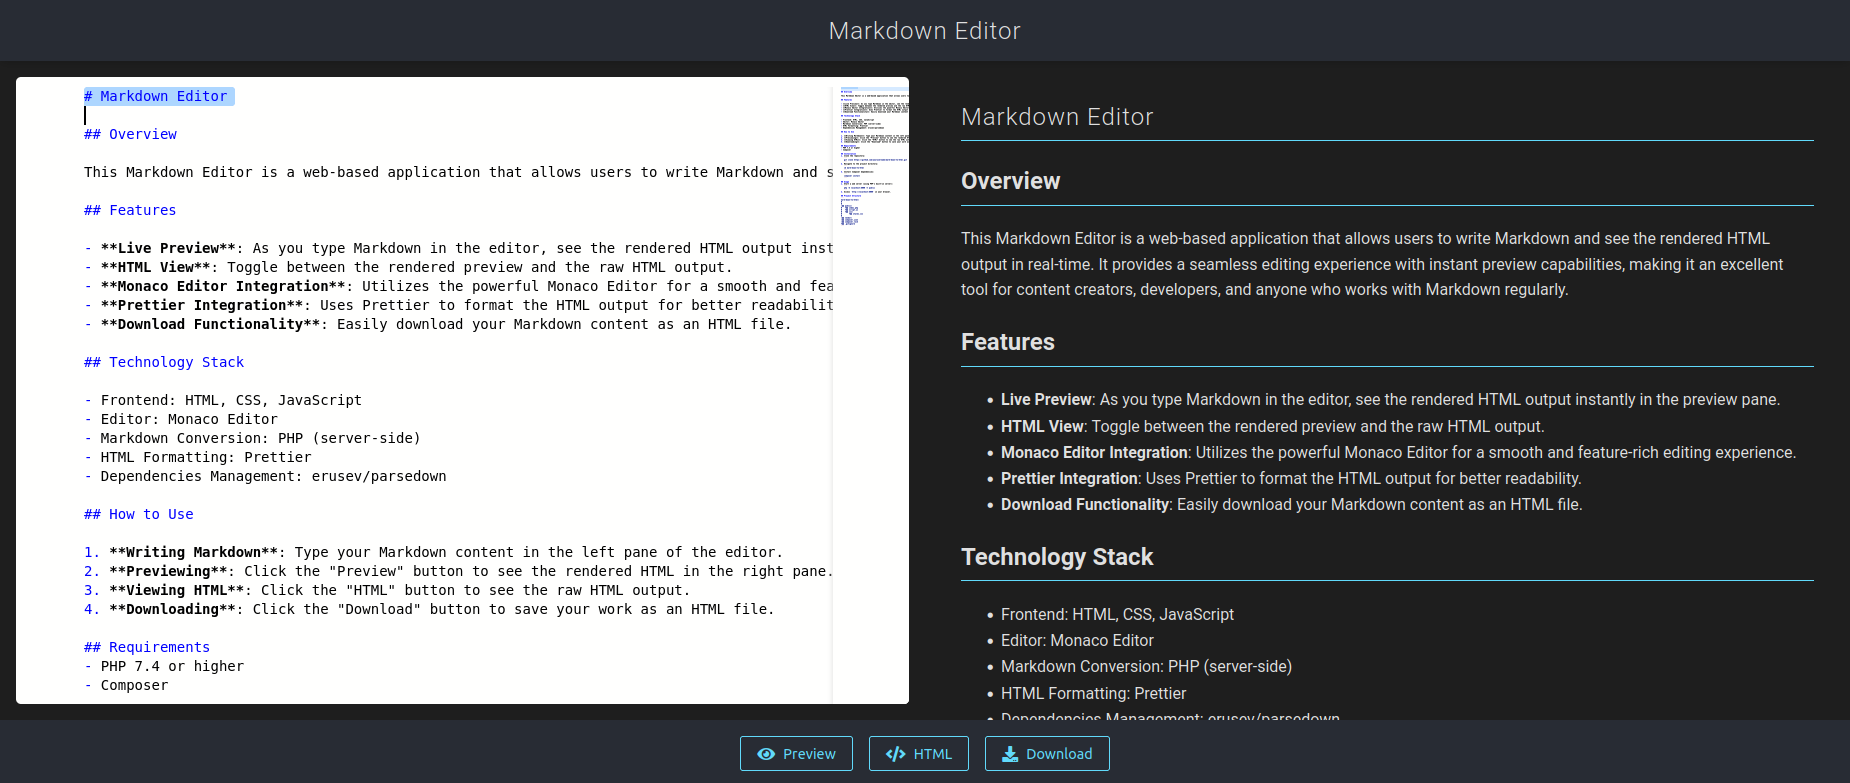 Markdown Editor
# Markdown Editor
## Overview
This Markdown Editor is a web-based application that allows users to write Markdown and s
## Features
- **Live Preview**: As you type Markdown in the editor, see the rendered HTML output inst
- **HTML View**: Toggle between the rendered preview and the raw HTML output.
- **Monaco Editor Integration**: Utilizes the powerful Monaco Editor for a smooth and fea
- **Prettier Integration**: Uses Prettier to format the HTML output for better readabilit
- **Download Functionality**: Easily download your Markdown content as an HTML file.
## Technology Stack
- Frontend: HTML, CSS, JavaScript
- Editor: Monaco Editor
- Markdown Conversion: PHP (server-side)
- HTML Formatting: Prettier
- Dependencies Management: erusev/parsedown
## How to Use
1. **Writing Markdown**: Type your Markdown content in the left pane of the editor.
2. **Previewing**: Click the "Preview" button to see the rendered HTML in the right pane.
3. **Viewing HTML**: Click the "HTML" button to see the raw HTML output.
4. **Downloading**: Click the "Download" button to save your work as an HTML file.
## Requirements
- PHP 7.4 or higher
- Composer
Markdown Editor
Overview
This Markdown Editor is a web-based application that allows users to write Markdown and see the rendered HTML
output in real-time. It provides a seamless editing experience with instant preview capabilities, making it an excellent
tool for content creators, developers, and anyone who works with Markdown regularly.
Features
• Live Preview: As you type Markdown in the editor, see the rendered HTML output instantly in the preview pane.
• HTML View: Toggle between the rendered preview and the raw HTML output.
• Monaco Editor Integration: Utilizes the powerful Monaco Editor for a smooth and feature-rich editing experience.
• Prettier Integration: Uses Prettier to format the HTML output for better readability.
• Download Functionality: Easily download your Markdown content as an HTML file.
Technology Stack
• Frontend: HTML, CSS, JavaScript
• Editor: Monaco Editor
• Markdown Conversion: PHP (server-side)
• HTML Formatting: Prettier
• Dependencies Management: erusev/parsedown
Preview
HTML
Download